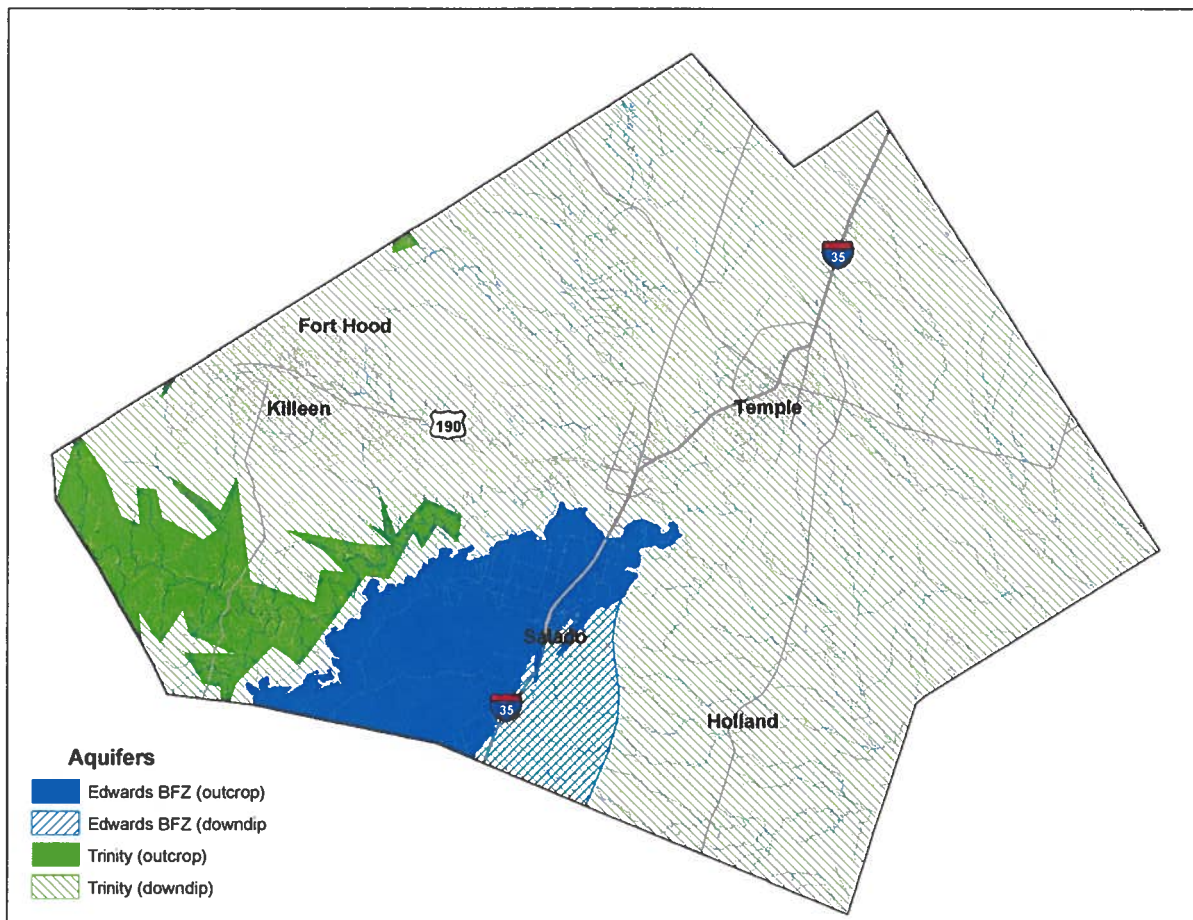 35
Fort Hood
Killeen
190
Temple
Salado
35
Holland
Aquifers
Edwards BFZ (outcrop)
Edwards BFZ (downdip
Trinity (outcrop)
Trinity (downdip)